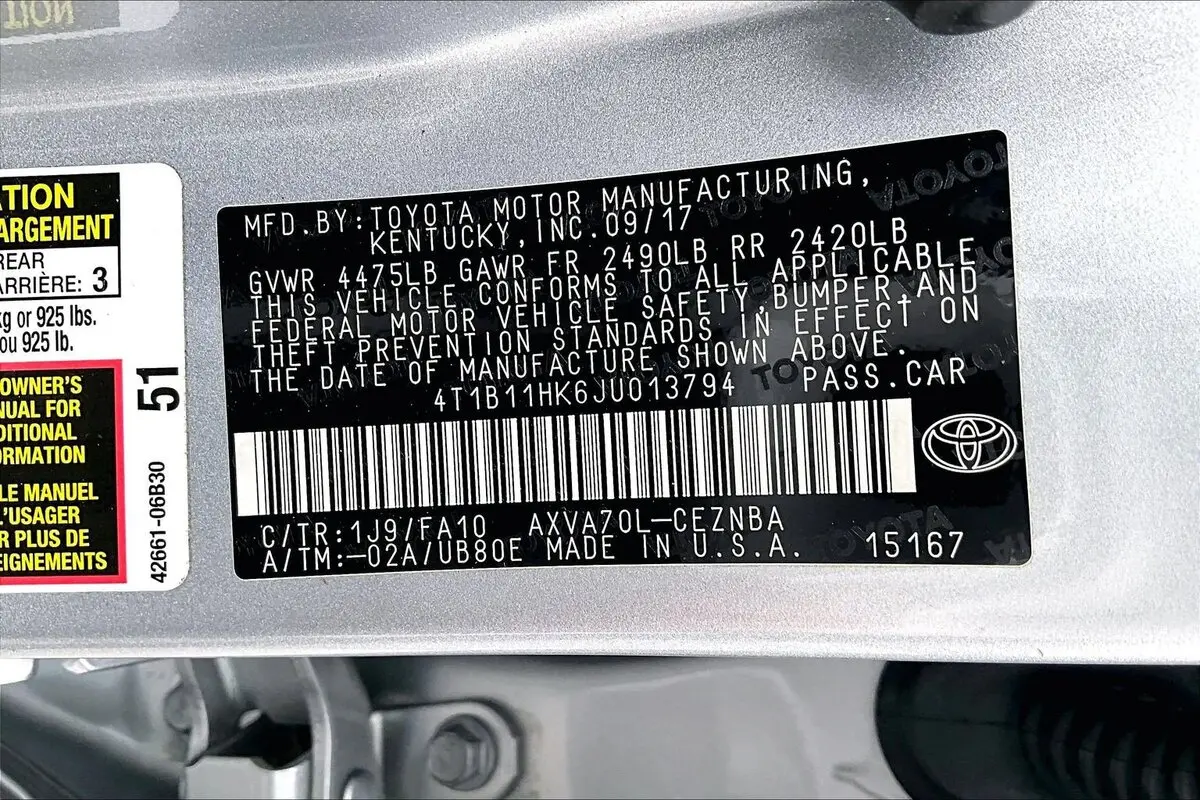 TION
ATION
ARGEMENT
REAR
ARRIÈRE: 3
kg or 925 lbs.
ou 925 lb.
OWNER'S
NUAL FOR
DITIONAL
ORMATION
LE MANUEL
L'USAGER
R PLUS DE
EIGNEMENTS
51
42661-06B30
MFD.BY:TOYOTA MOTOR MANUFACTURING,
KENTUCKY,INC.09/17
GVWR 4475LB GAWR FR 2490LB RR 2420LB
THIS VEHICLE CONFORMS TO ALL APPLICABLE
FEDERAL MOTOR VEHICLE SAFETY,BUMPER,AND
THEFT PREVENTION STANDARDS IN EFFECT ON
THE DATE OF MANUFACTURE SHOWN ABOVE.
4T1B11HK6JU013794 PASS.CAR
C/TR:1J9/FA10 AXVA70L-CEZNBA
A/TM:-02A/UB80E MADE IN U.S.A. 15167